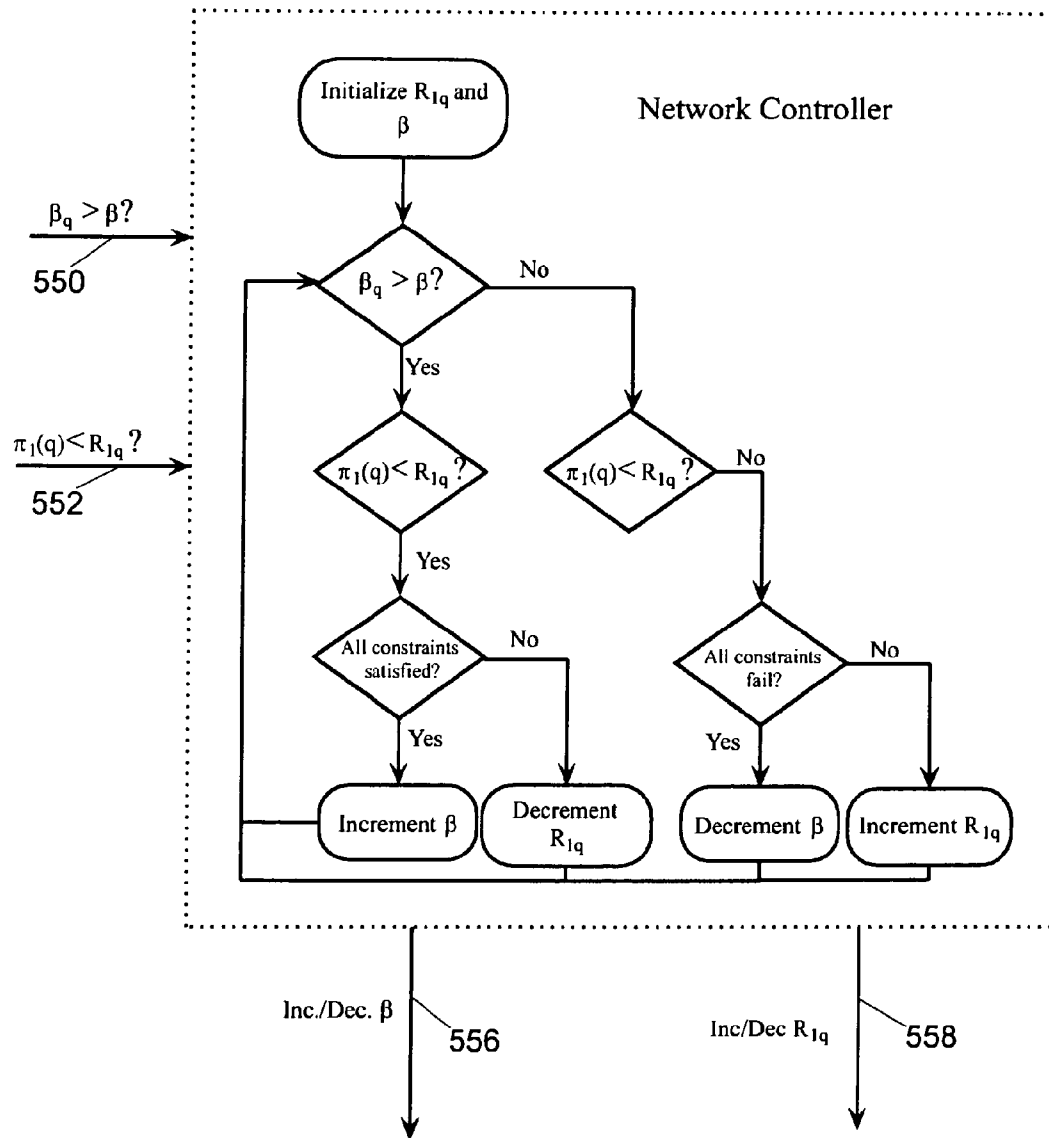 Initialize R1q and
β
Network Controller
βq > β?
550
βq > β?
No
Yes
π1(q)< R1q ?
552
π1(q)< R1q ?
π1(q)< R1q ?
No
Yes
All constraints
satisfied?
No
All constraints
fail?
No
Yes
Yes
Increment β
Decrement
R1q
Decrement β
Increment R1q
Inc./Dec. β
556
Inc/Dec R1q
558